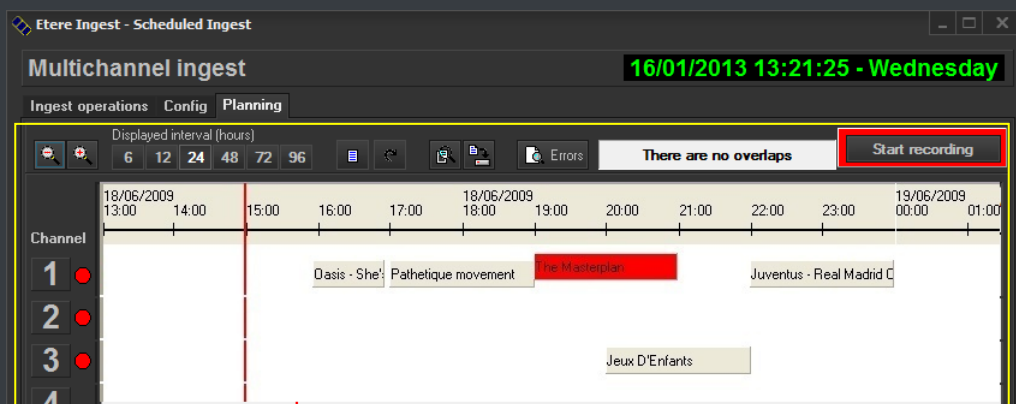 Etere Ingest - Scheduled Ingest
Multichannel ingest
16/01/2013 13:21:25 - Wednesday
Ingest operations Config Planning
Displayed interval (hours)
6 12 24 48 72 96 Errors There are no overlaps Start recording
18/06/2009 18/06/2009 19/06/2009
13:00 14:00 15:00 16:00 17:00 18:00 19:00 20:00 21:00 22:00 23:00 00:00 01:00
Channel
1 Oasis - She's Pathetique movement The Masterplan Juventus - Real Madrid C
2
3 Jeux D'Enfants
4